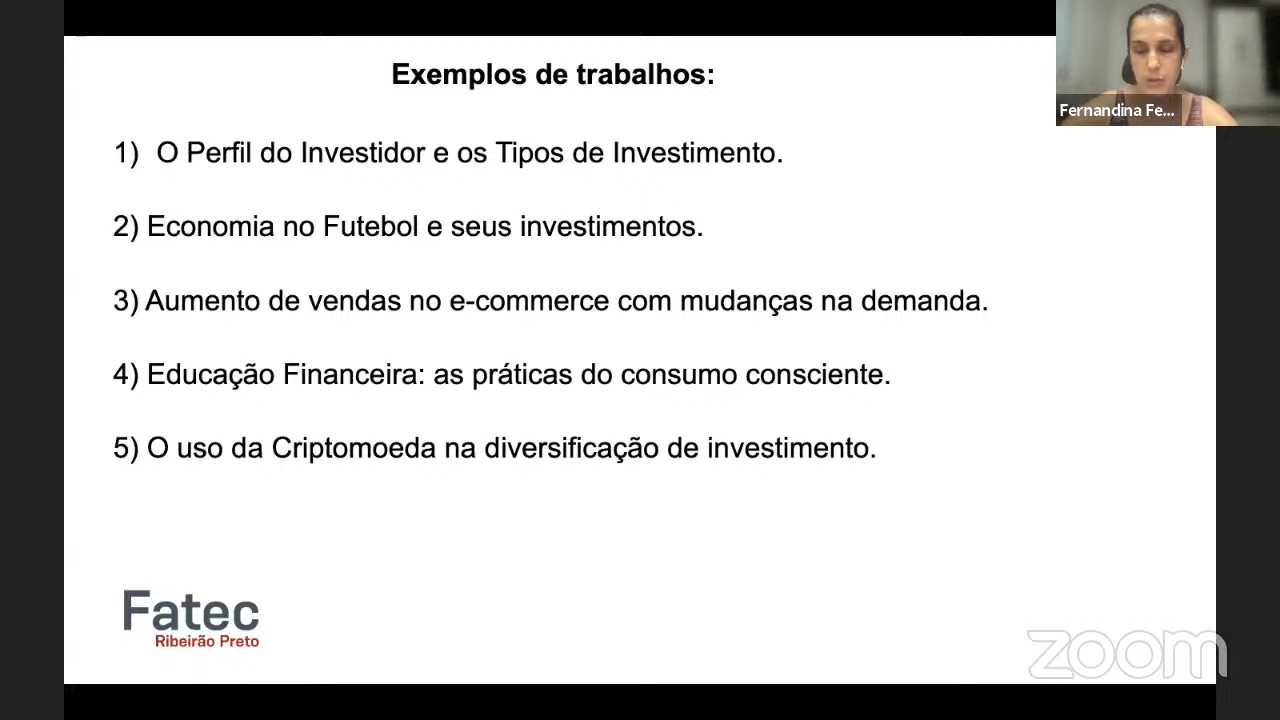 Exemplos de trabalhos:
Fernandina Fe...
1) O Perfil do Investidor e os Tipos de Investimento.
2) Economia no Futebol e seus investimentos.
3) Aumento de vendas no e-commerce com mudanças na demanda.
4) Educação Financeira: as práticas do consumo consciente.
5) O uso da Criptomoeda na diversificação de investimento.
Fatec
Ribeirão Preto
zoom